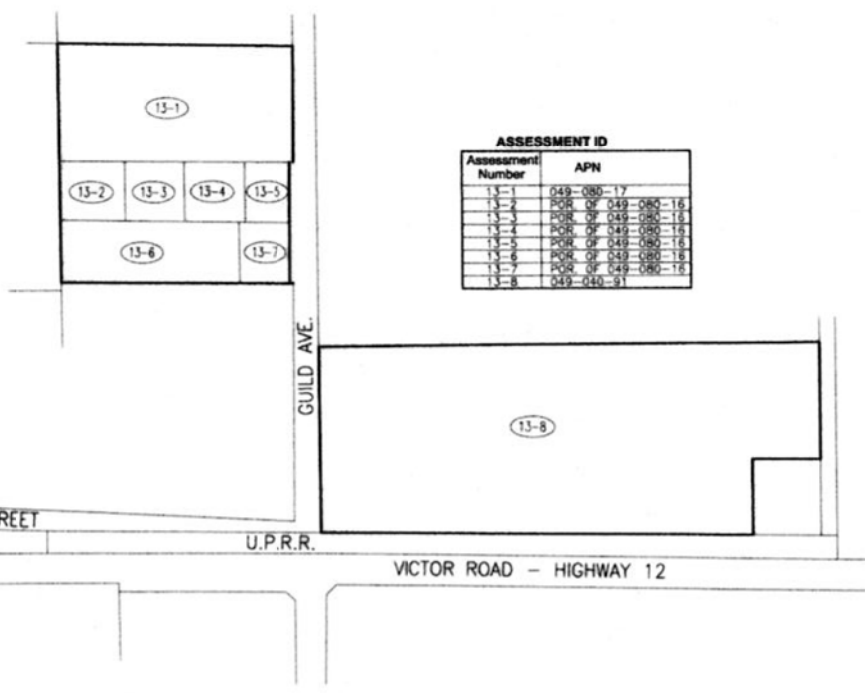 13-1
ASSESSMENT ID
Assessment Number APN
13-1 049-080-17
13-2 POR. OF 049-080-16
13-3 POR. OF 049-080-16
13-4 POR. OF 049-080-16
13-5 POR. OF 049-080-16
13-6 POR. OF 049-080-16
13-7 POR. OF 049-080-16
13-8 049-040-91
13-2 13-3 13-4 13-5
13-6 13-7
GUILD AVE.
13-8
REET
U.P.R.R.
VICTOR ROAD - HIGHWAY 12